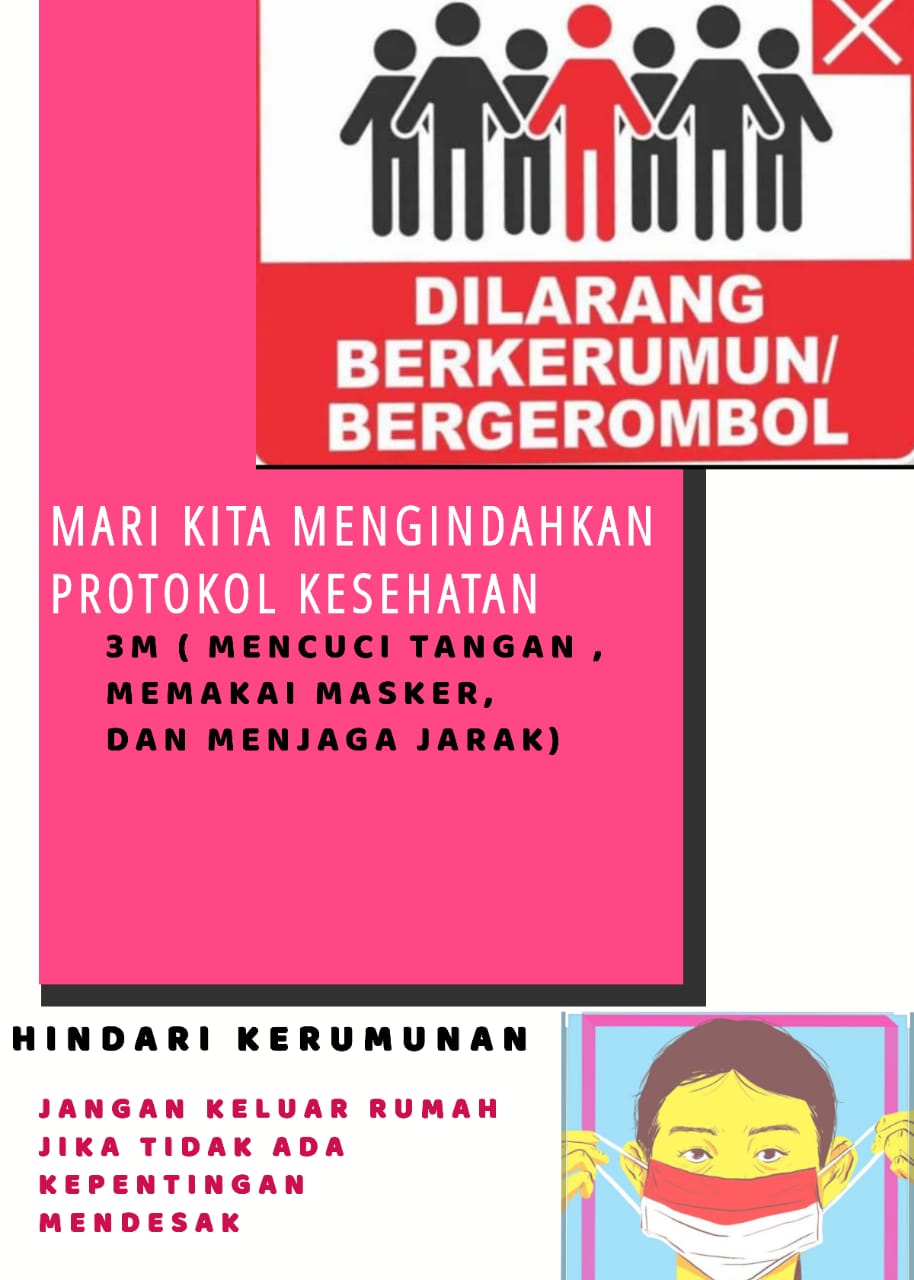 DILARANG
BERKERUMUN/
BERGEROMBOL
MARI KITA MENGINDAHKAN
PROTOKOL KESEHATAN
3M ( MENCUCI TANGAN ,
MEMAKAI MASKER,
DAN MENJAGA JARAK)
HINDARI KERUMUNAN
JANGAN KELUAR RUMAH
JIKA TIDAK ADA
KEPENTINGAN
MENDESAK